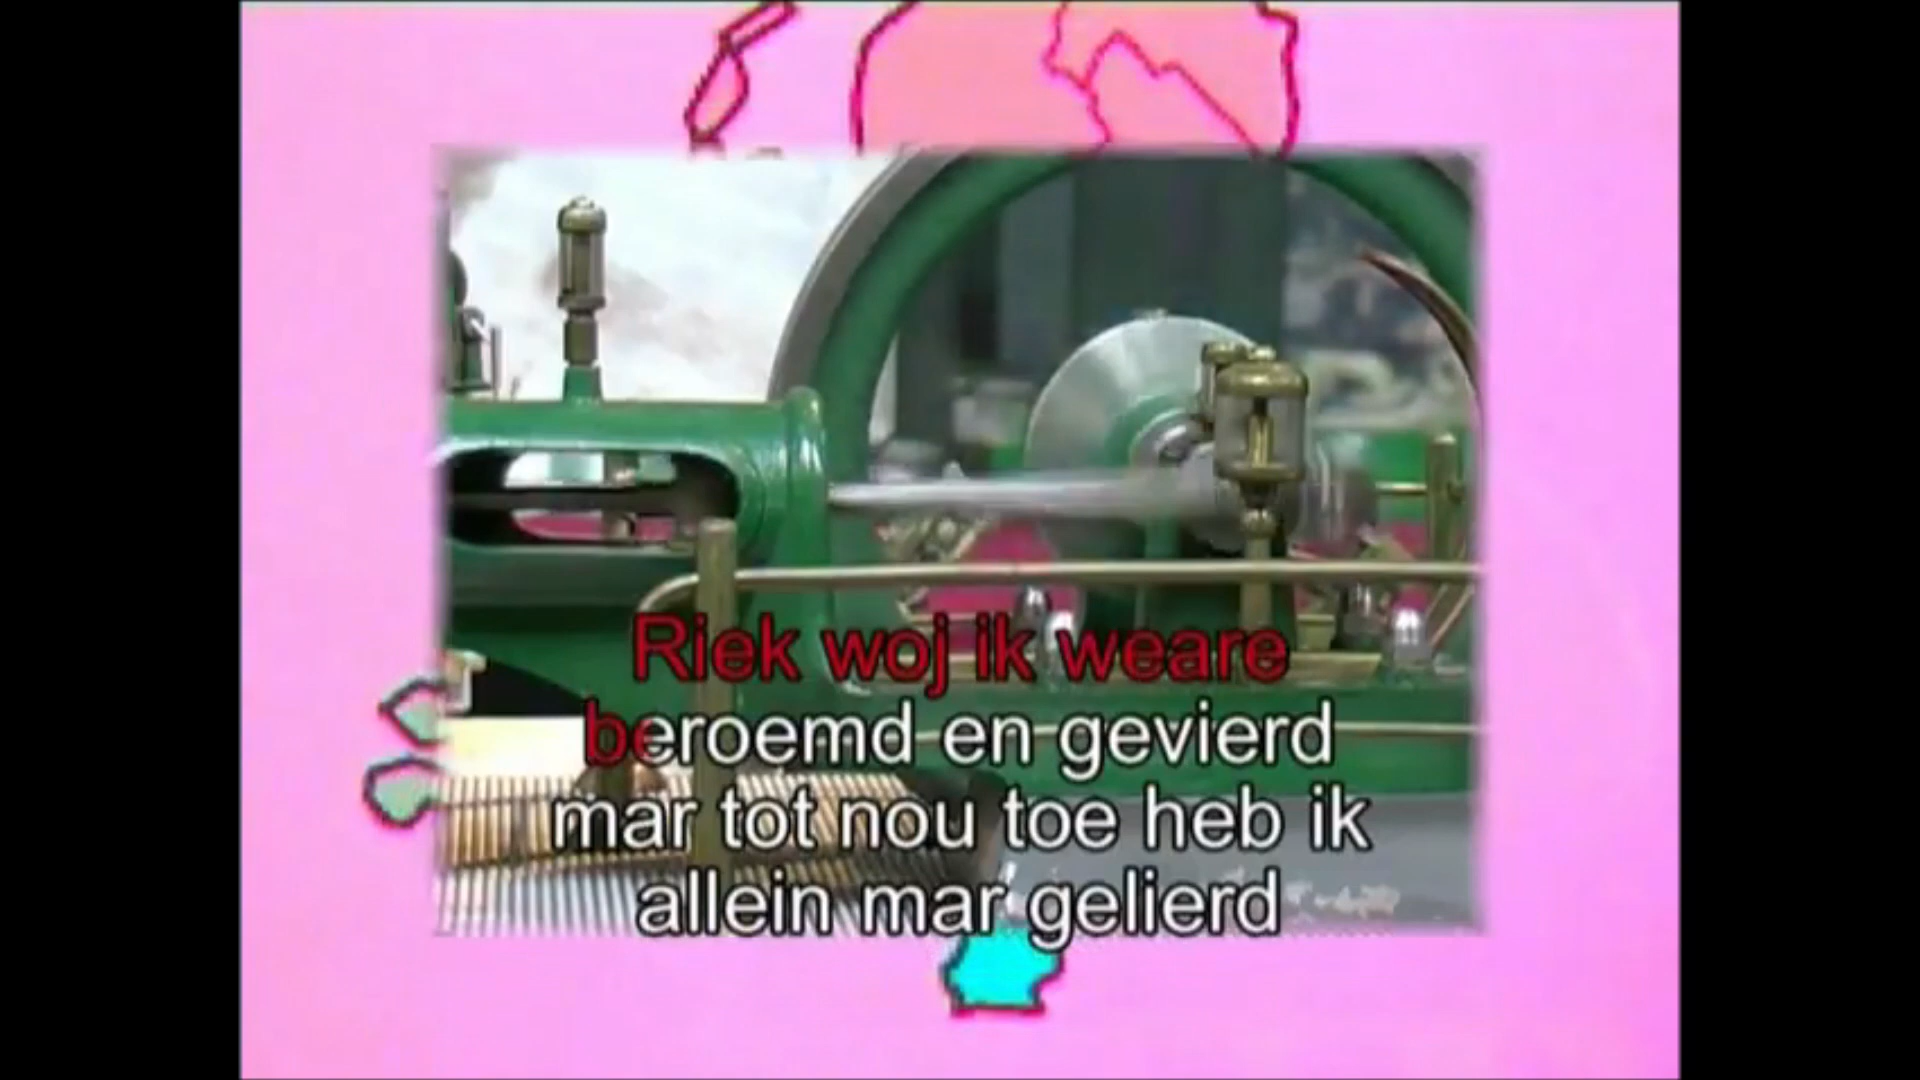 Riek woj ik weare
beroemd en gevierd
mar tot nou toe heb ik
allein mar gelierd